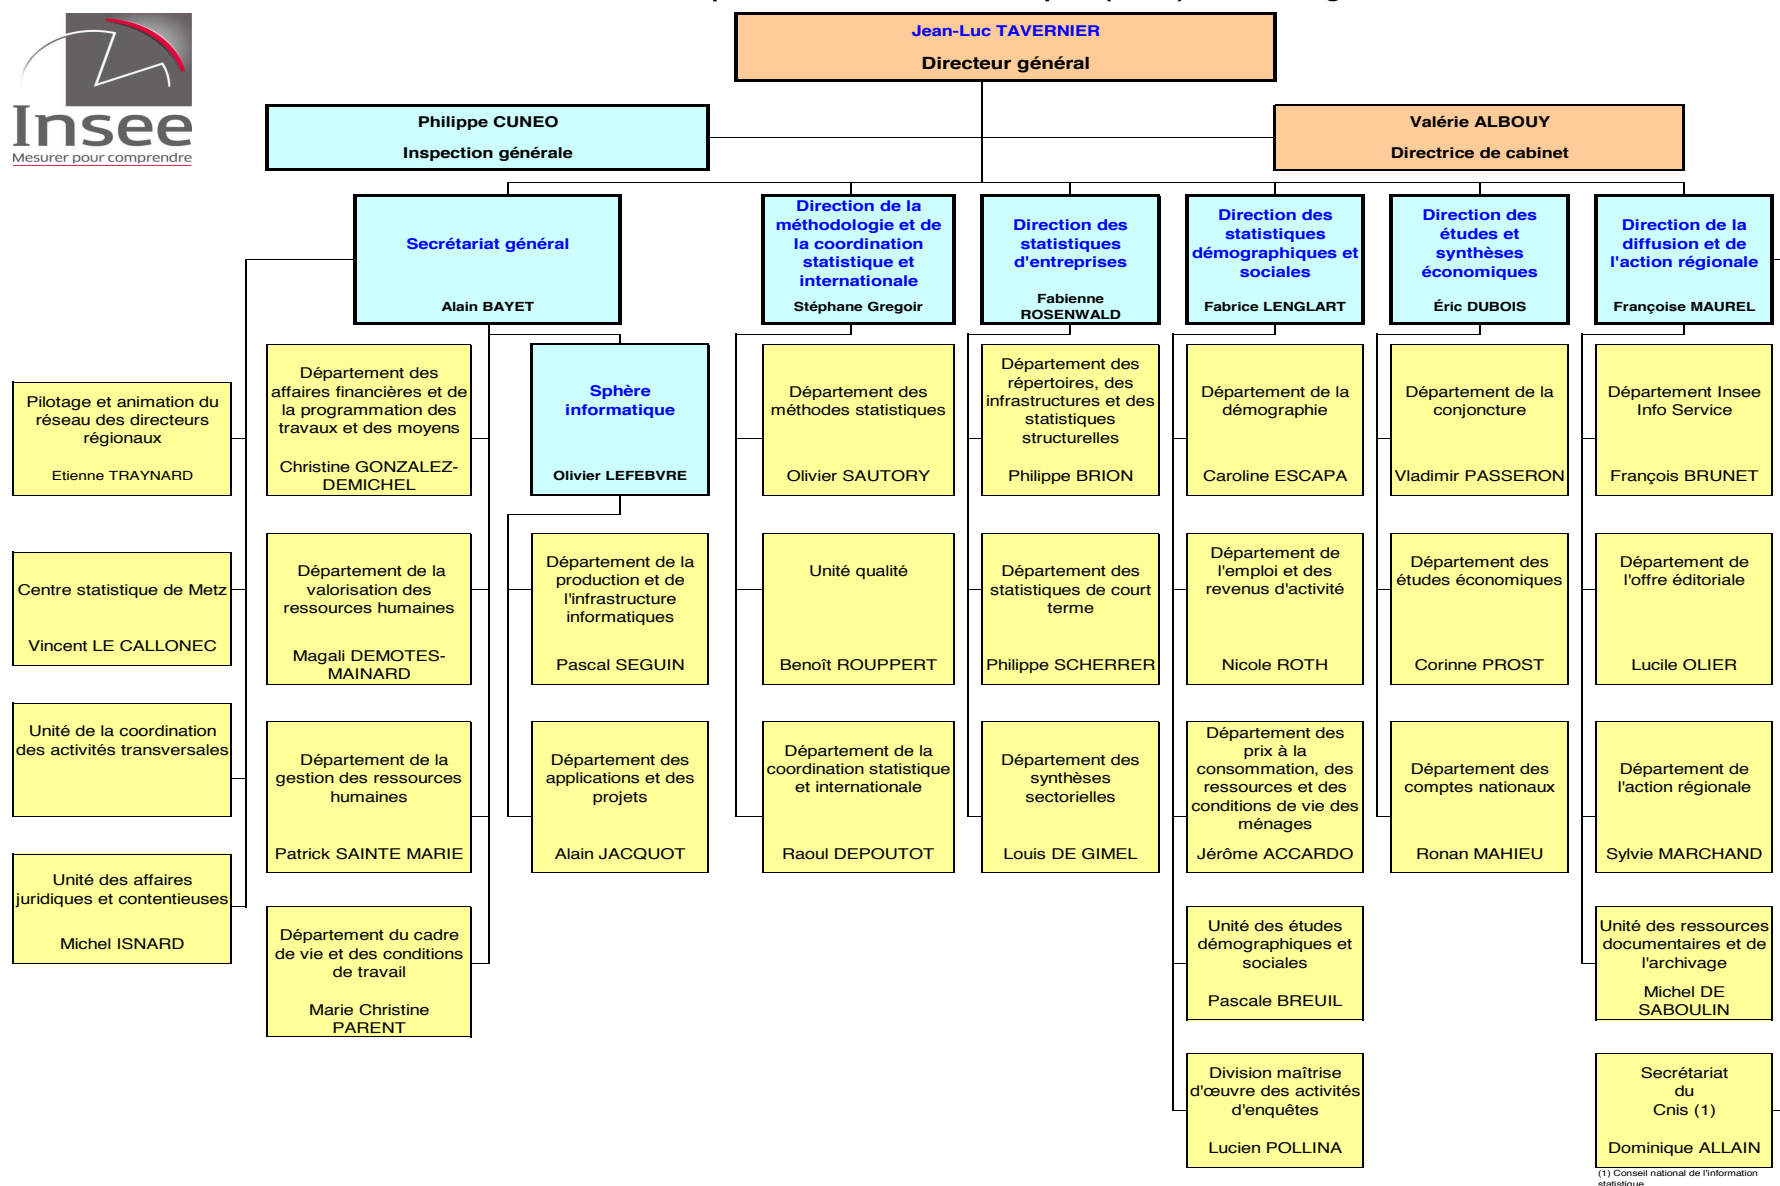 Jean-Luc TAVERNIER
Directeur général
Insee
Mesurer pour comprendre
Philippe CUNEO
Inspection générale
Valérie ALBOUY
Directrice de cabinet
Secrétariat général
Alain BAYET
Direction de la
méthodologie et de
la coordination
statistique et
internationale
Stéphane Gregoir
Direction des
statistiques
d'entreprises
Fabienne
ROSENWALD
Direction des
statistiques
démographiques et
sociales
Fabrice LENGLART
Direction des
études et
synthèses
économiques
Éric DUBOIS
Direction de la
diffusion et de
l'action régionale
Françoise MAUREL
Pilotage et animation du
réseau des directeurs
régionaux
Etienne TRAYNARD
Centre statistique de Metz
Vincent LE CALLONEC
Unité de la coordination
des activités transversales
Unité des affaires
juridiques et contentieuses
Michel ISNARD
Département des
affaires financières et de
la programmation des
travaux et des moyens
Christine GONZALEZ-
DEMICHEL
Département de la
valorisation des
ressources humaines
Magali DEMOTES-
MAINARD
Département de la
gestion des ressources
humaines
Patrick SAINTE MARIE
Département du cadre
de vie et des conditions
de travail
Marie Christine
PARENT
Sphère
informatique
Olivier LEFEBVRE
Département de la
production et de
l'infrastructure
informatiques
Pascal SEGUIN
Département des
applications et des
projets
Alain JACQUOT
Département des
méthodes statistiques
Olivier SAUTORY
Unité qualité
Benoît ROUPPERT
Département de la
coordination statistique
et internationale
Raoul DEPOUTOT
Département des
répertoires, des
infrastructures et des
statistiques
structurelles
Philippe BRION
Département des
statistiques de court
terme
Philippe SCHERRER
Département des
synthèses
sectorielles
Louis DE GIMEL
Département de la
démographie
Caroline ESCAPA
Département de
l'emploi et des
revenus d'activité
Nicole ROTH
Département des
prix à la
consommation, des
ressources et des
conditions de vie des
ménages
Jérôme ACCARDO
Unité des études
démographiques et
sociales
Pascale BREUIL
Division maîtrise
d'œuvre des activités
d'enquêtes
Lucien POLLINA
Département de la
conjoncture
Vladimir PASSERON
Département des
études économiques
Corinne PROST
Département des
comptes nationaux
Ronan MAHIEU
Département Insee
Info Service
François BRUNET
Département de
l'offre éditoriale
Lucile OLIER
Département de
l'action régionale
Sylvie MARCHAND
Unité des ressources
documentaires et de
l'archivage
Michel DE
SABOULIN
Secrétariat
du
Cnis (1)
Dominique ALLAIN
(1) Conseil national de l'information
statistique